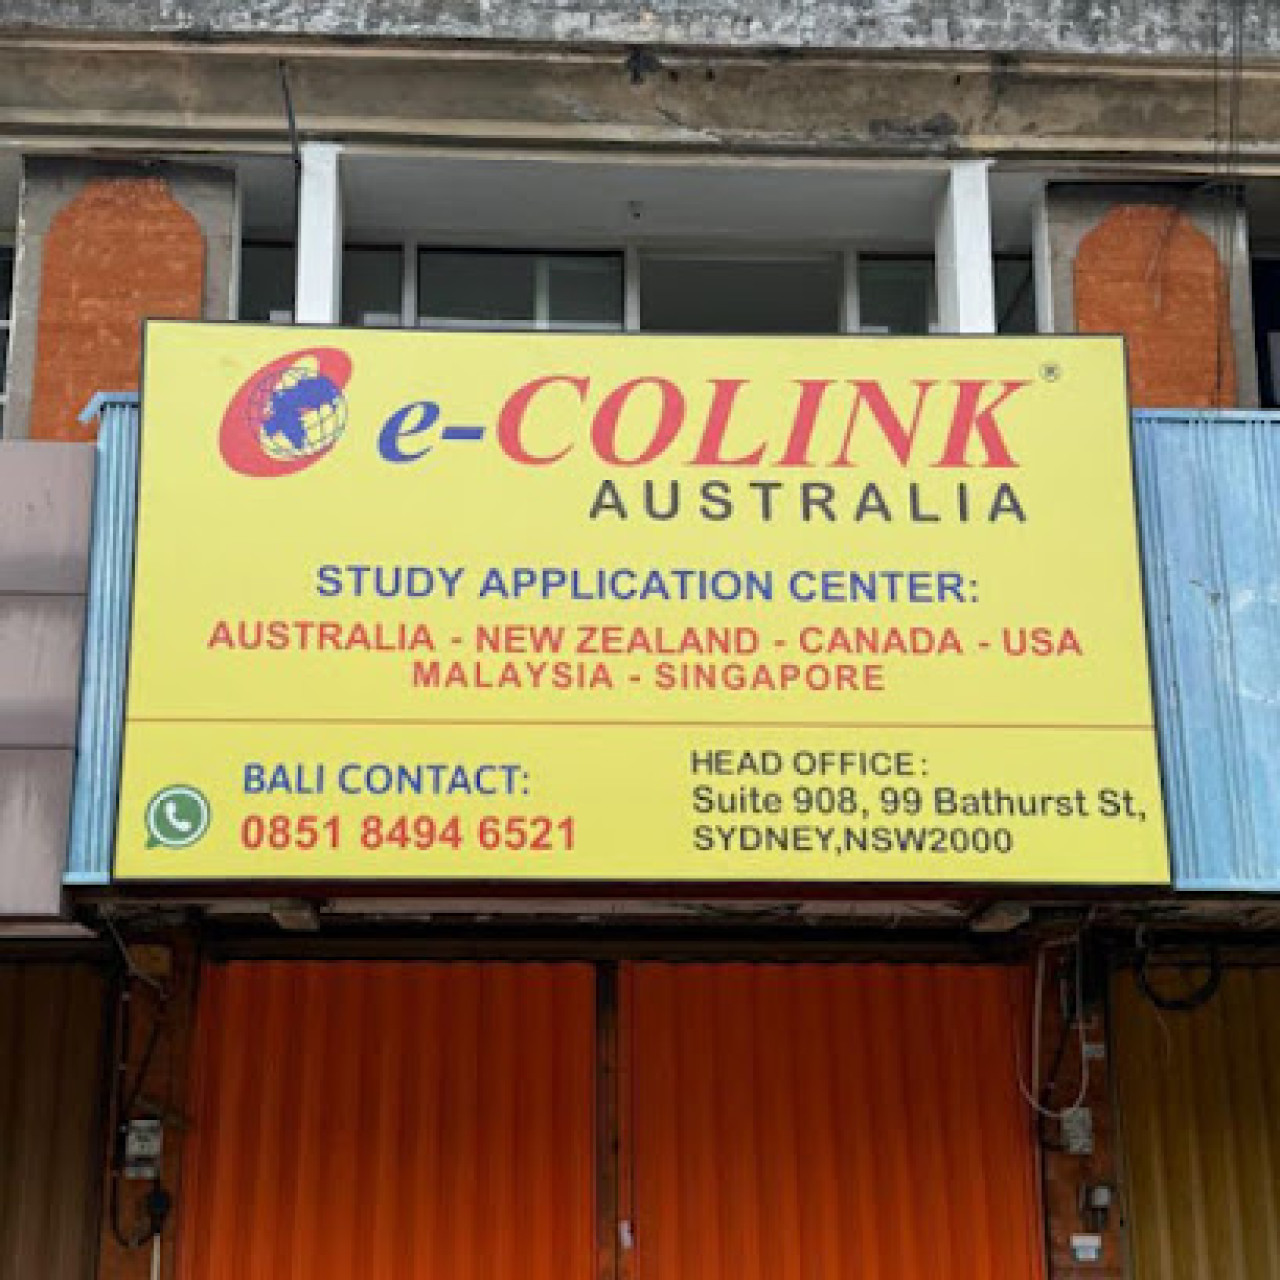 e-COLINK®
AUSTRALIA
STUDY APPLICATION CENTER:
AUSTRALIA - NEW ZEALAND - CANADA - USA
MALAYSIA - SINGAPORE
BALI CONTACT:
0851 8494 6521
HEAD OFFICE:
Suite 908, 99 Bathurst St,
SYDNEY,NSW2000